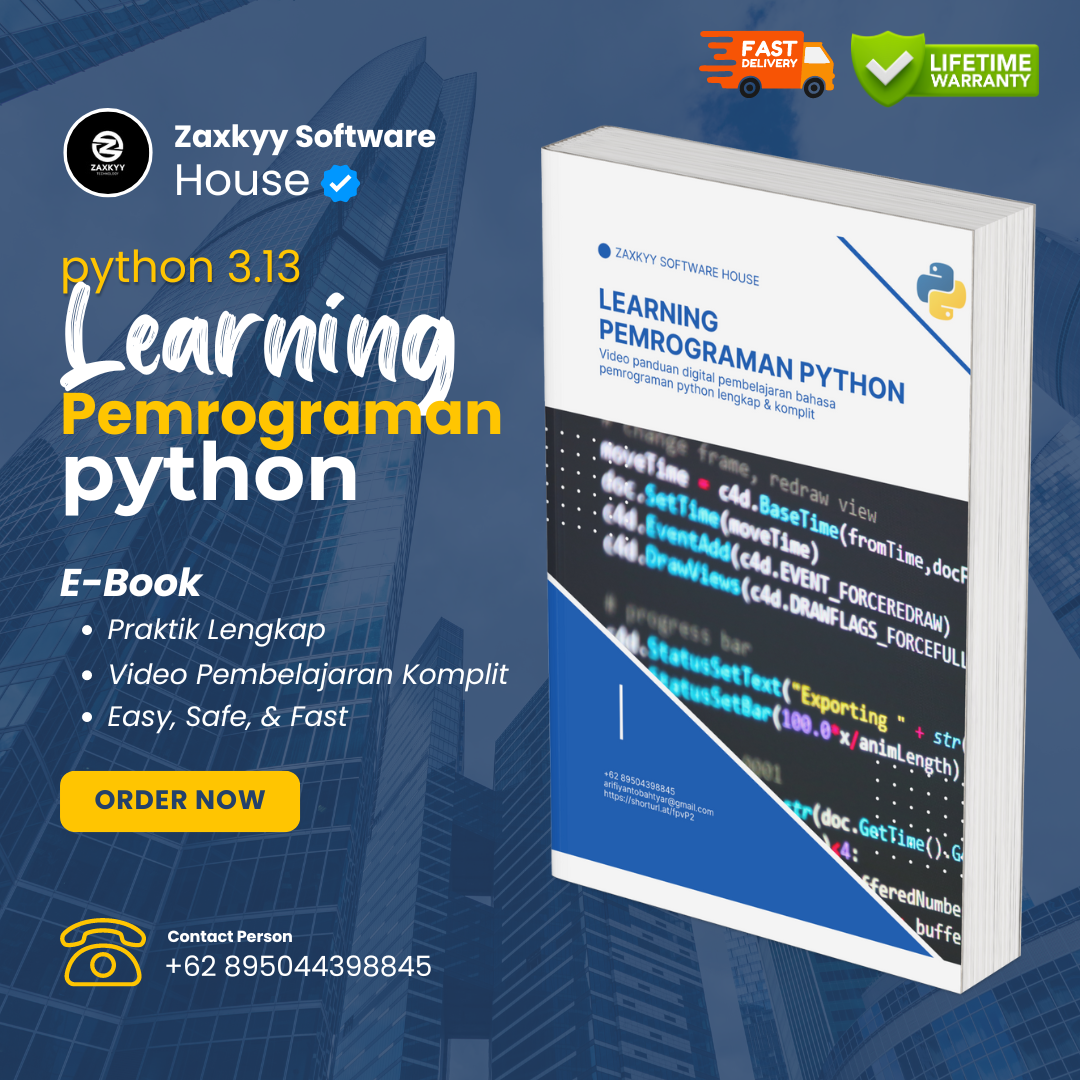 FAST
DELIVERY
LIFETIME
WARRANTY
ZAXKYY
TECHNOLOGY
Zaxkyy Software
House
python 3.13
Learning
Pemrograman
python
E-Book
• Praktik Lengkap
• Video Pembelajaran Komplit
• Easy, Safe, & Fast
ORDER NOW
Contact Person
+62 895044398845
ZAXKYY SOFTWARE HOUSE
LEARNING
PEMROGRAMAN PYTHON
Video panduan digital pembelajaran bahasa
pemrograman python lengkap & komplit
# change frame, redraw view
moveTime = c4d.BaseTime(fromTime,docF
doc.SetTime(moveTime)
c4d.EventAdd(c4d.EVENT_FORCEREDRAW)
c4d.DrawViews(c4d.DRAWFLAGS_FORCEFULL
# progress bar
c4d.StatusSetText("Exporting " + str(
StatusSetBar(100.0*x/animLength)
0001
str(doc.GetTime().G
<4:
fferedNumbe
buffe
+62 89504398845
arifiyantobahtyar@gmail.com
https://shorturl.at/fpvP2